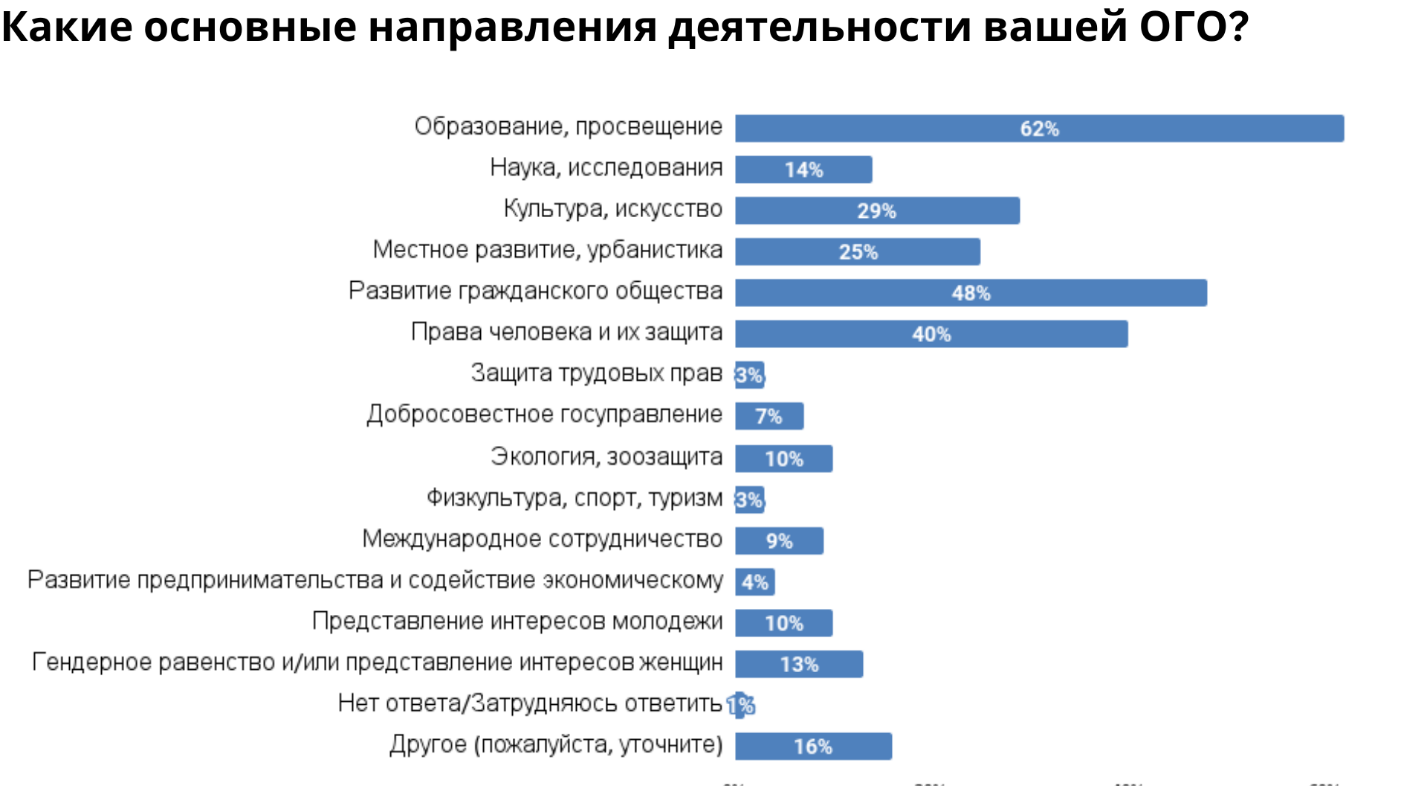 Какие основные направления деятельности вашей ОГО?
Образование, просвещение 62%
Наука, исследования 14%
Культура, искусство 29%
Местное развитие, урбанистика 25%
Развитие гражданского общества 48%
Права человека и их защита 40%
Защита трудовых прав 3%
Добросовестное госуправление 7%
Экология, зоозащита 10%
Физкультура, спорт, туризм 3%
Международное сотрудничество 9%
Развитие предпринимательства и содействие экономическому 4%
Представление интересов молодежи 10%
Гендерное равенство и/или представление интересов женщин 13%
Нет ответа/Затрудняюсь ответить 1%
Другое (пожалуйста, уточните) 16%